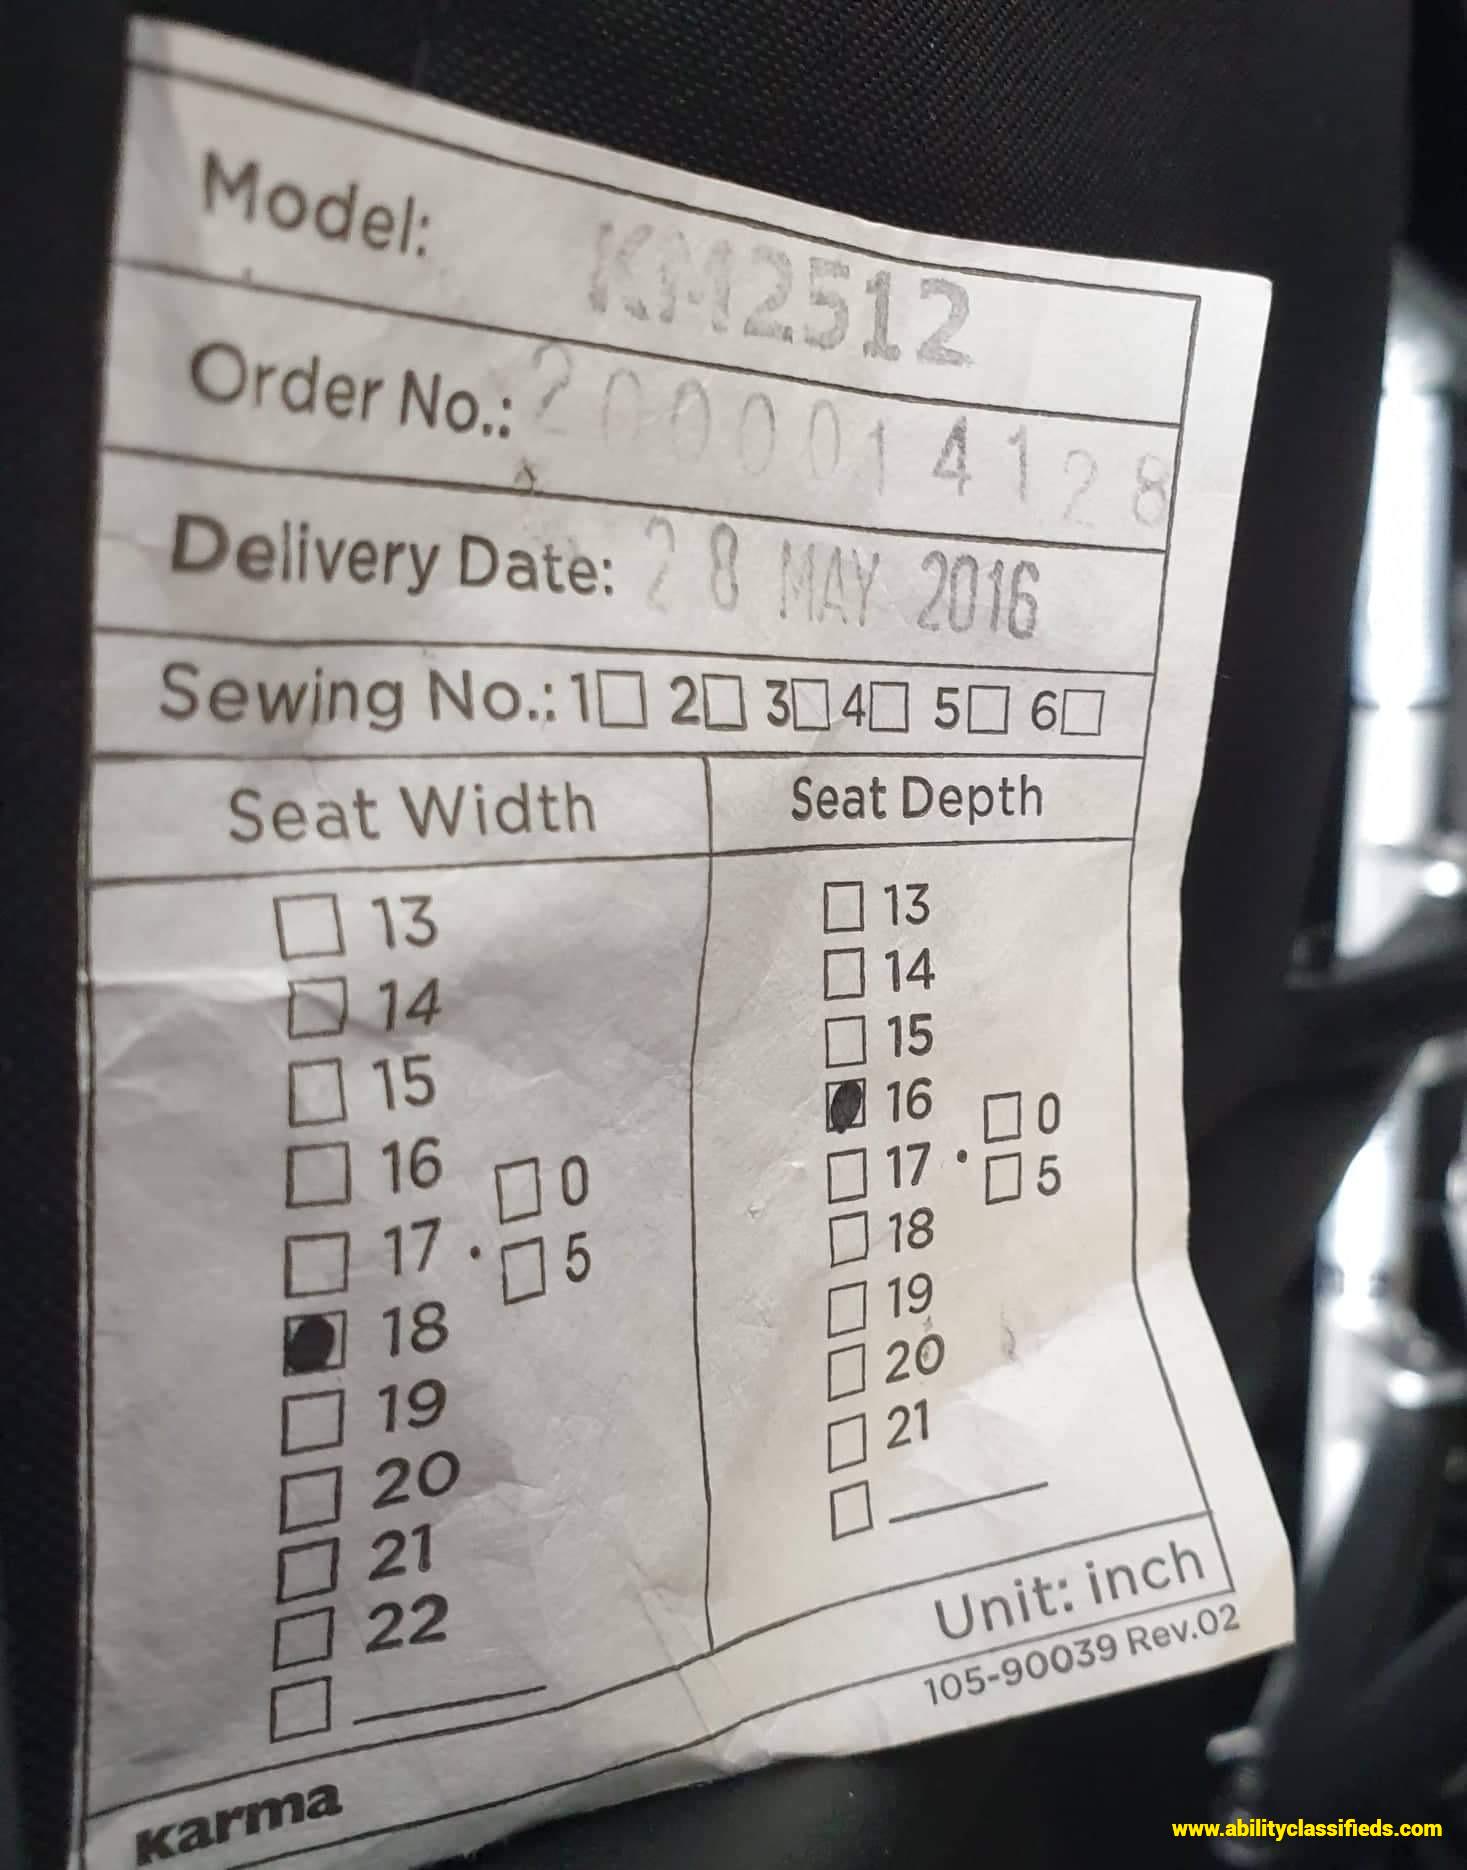 Model: KM2512
Order No.: 2000014128
Delivery Date: 28 MAY 2016
Sewing No.: 1 2 3 4 5 6
Seat Width
13
14
15
16
17 . 0
5
18
19
20
21
22
Seat Depth
13
14
15
16
17 . 0
5
18
19
20
21
Unit: inch
105-90039 Rev.02
karma
www.abilityclassifieds.com